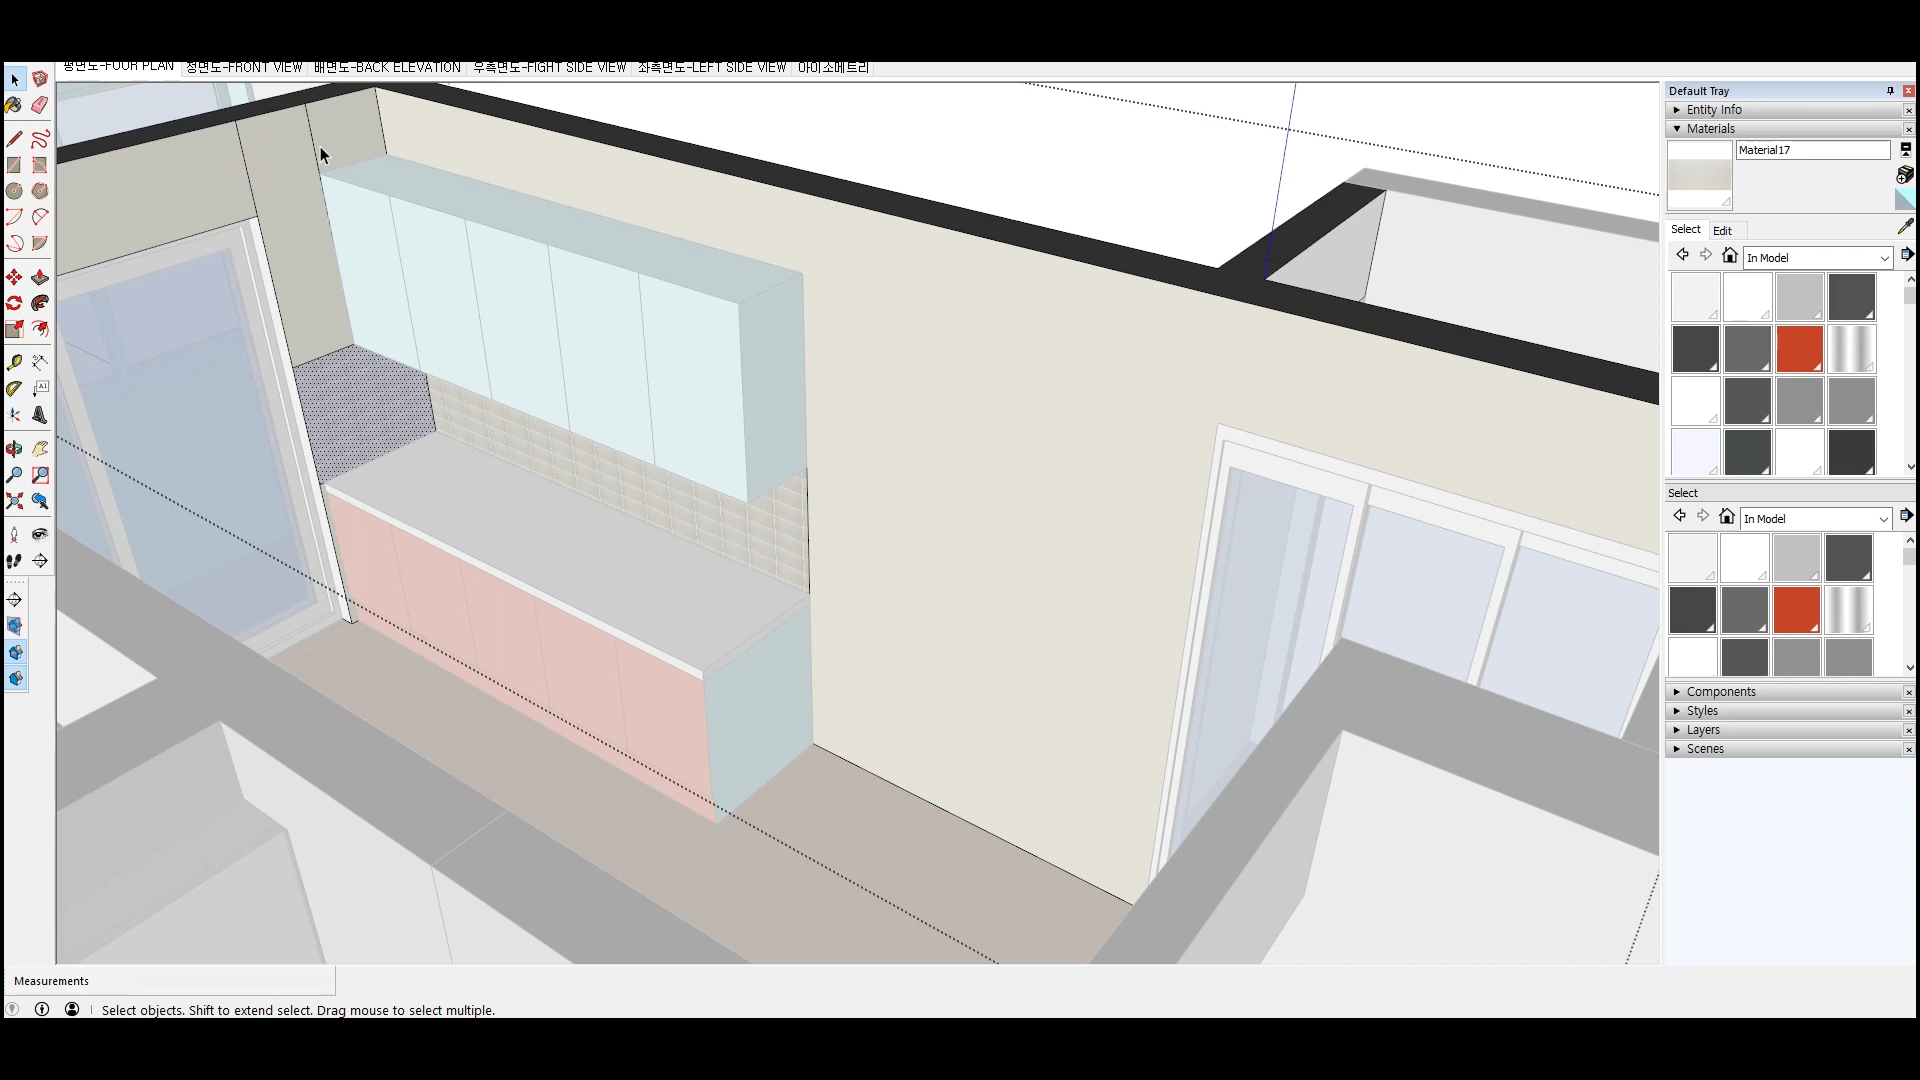 평면도-FOUR PLAN 정면도-FRONT VIEW 배면도-BACK ELEVATION 우측면도-FIGHT SIDE VIEW 좌측면도-LEFT SIDE VIEW 아이소메트리
Default Tray
Entity Info
Materials
Material17
Select Edit
In Model
A1
Select
In Model
Components
Styles
Layers
Scenes
Measurements
Select objects. Shift to extend select. Drag mouse to select multiple.